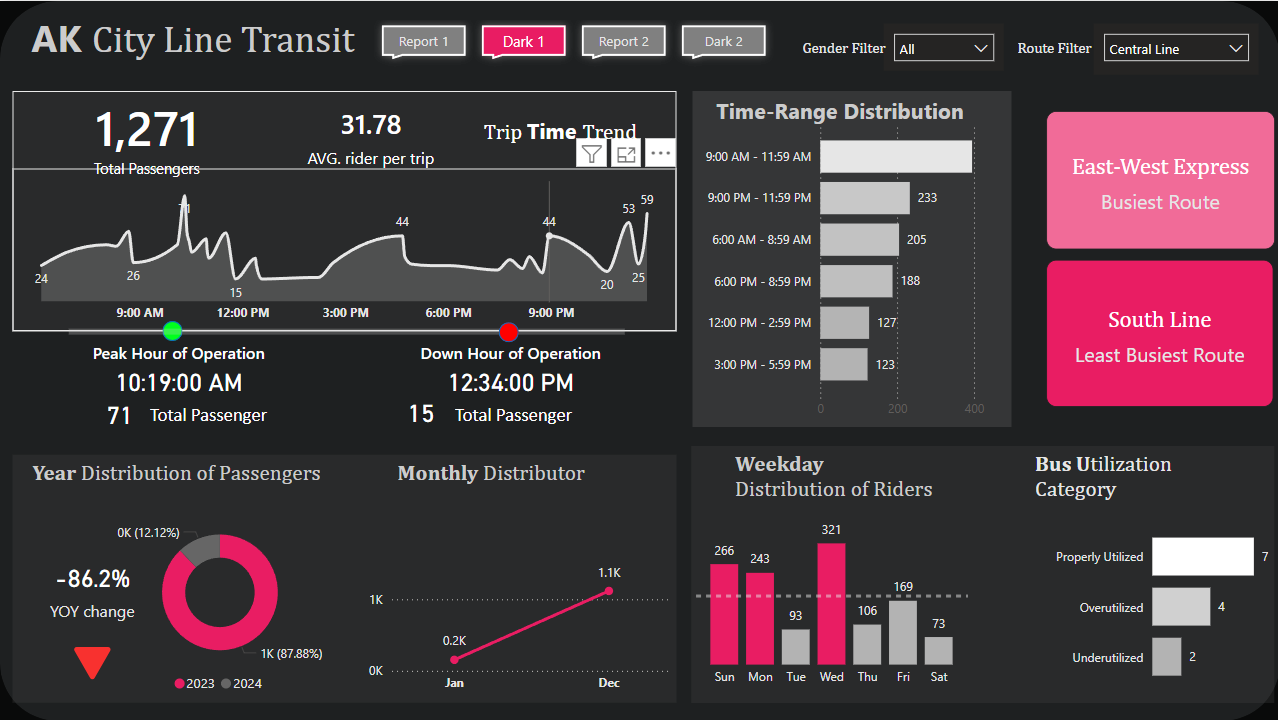 AK City Line Transit
Report 1
Dark 1
Report 2
Dark 2
Gender Filter
All
Route Filter
Central Line
1,271
Total Passengers
31.78
AVG. rider per trip
Trip Time Trend
24
26
71
15
44
44
20
53
25
59
9:00 AM
12:00 PM
3:00 PM
6:00 PM
9:00 PM
Peak Hour of Operation
10:19:00 AM
71 Total Passenger
Down Hour of Operation
12:34:00 PM
15 Total Passenger
Time-Range Distribution
9:00 AM - 11:59 AM
9:00 PM - 11:59 PM 233
6:00 AM - 8:59 AM 205
6:00 PM - 8:59 PM 188
12:00 PM - 2:59 PM 127
3:00 PM - 5:59 PM 123
0 200 400
East-West Express
Busiest Route
South Line
Least Busiest Route
Year Distribution of Passengers
-86.2%
YOY change
0K (12.12%)
1K (87.88%)
2023 2024
Monthly Distributor
1K
0K
0.2K
1.1K
Jan Dec
Weekday
Distribution of Riders
266 243 93 321 106 169 73
Sun Mon Tue Wed Thu Fri Sat
Bus Utilization
Category
Properly Utilized 7
Overutilized 4
Underutilized 2